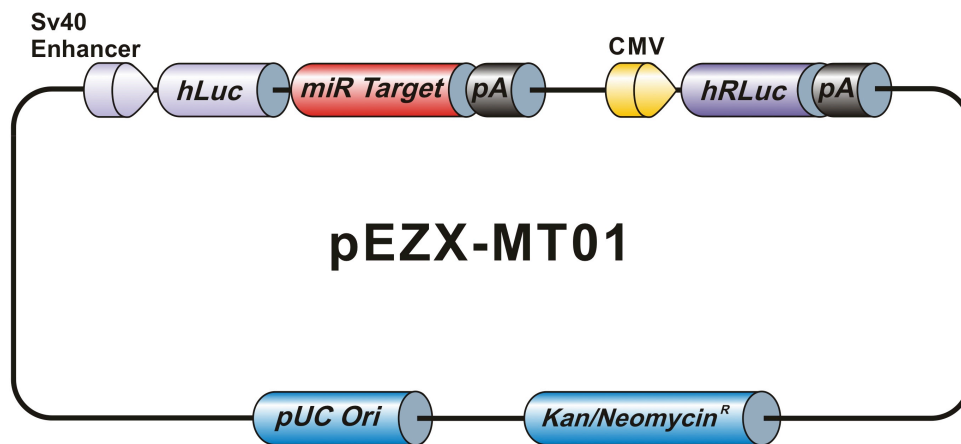 Sv40
Enhancer
CMV
hLuc
miR Target
pA
hRLuc
pA
pEZX-MT01
pUC Ori
Kan/Neomycin R